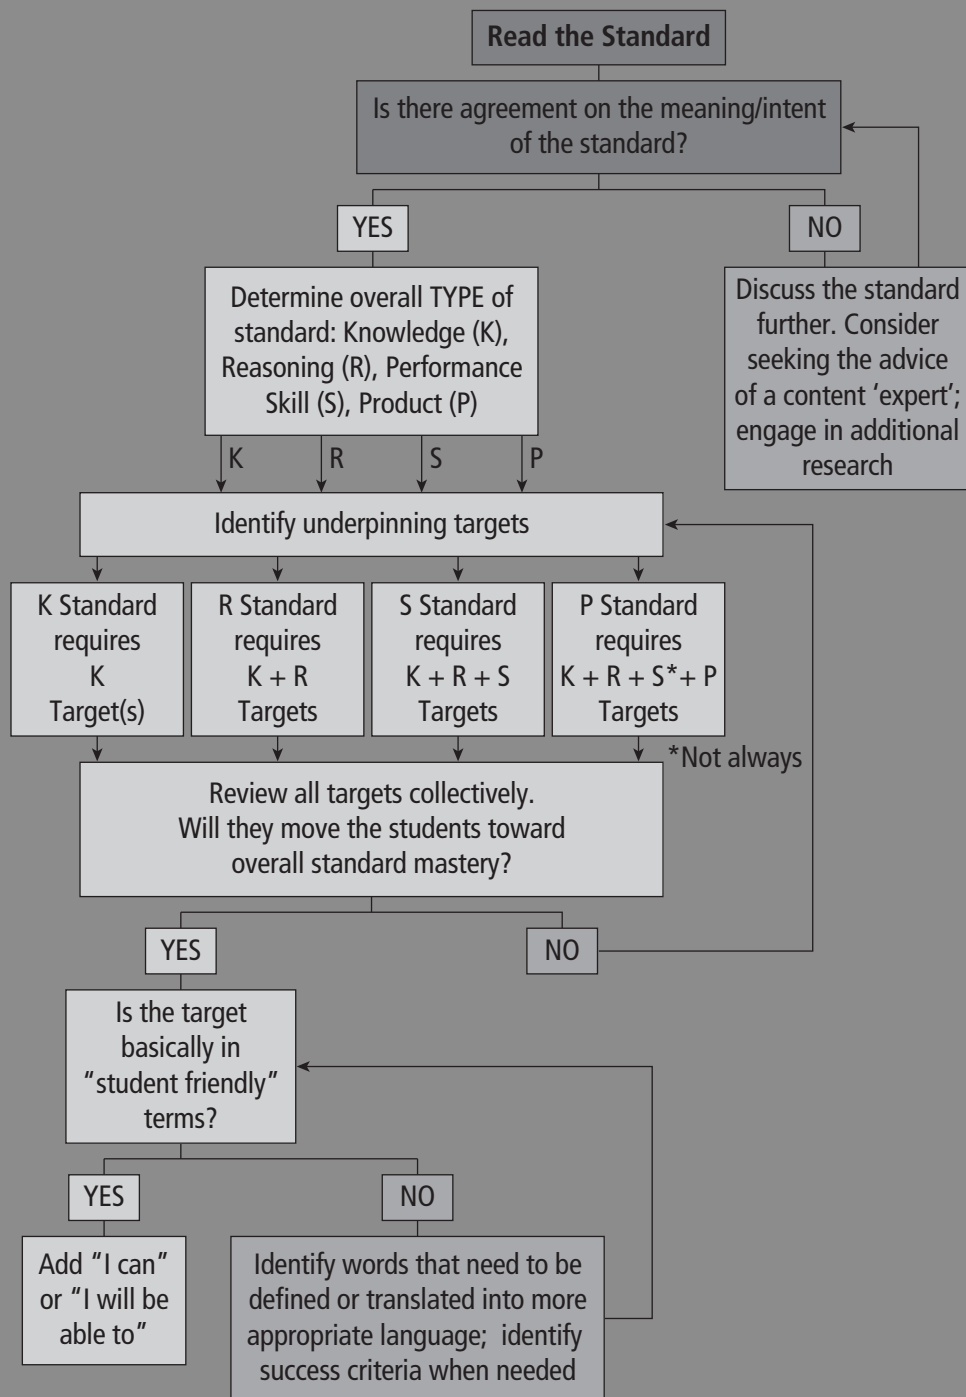 Read the Standard
Is there agreement on the meaning/intent
of the standard?
YES
NO
Determine overall TYPE of
standard: Knowledge (K),
Reasoning (R), Performance
Skill (S), Product (P)
Discuss the standard
further. Consider
seeking the advice
of a content ‘expert’;
engage in additional
research
K
R
S
P
Identify underpinning targets
K Standard
requires
K
Target(s)
R Standard
requires
K + R
Targets
S Standard
requires
K + R + S
Targets
P Standard
requires
K + R + S*+ P
Targets
*Not always
Review all targets collectively.
Will they move the students toward
overall standard mastery?
YES
NO
Is the target
basically in
“student friendly”
terms?
YES
NO
Add “I can”
or “I will be
able to”
Identify words that need to be
defined or translated into more
appropriate language; identify
success criteria when needed